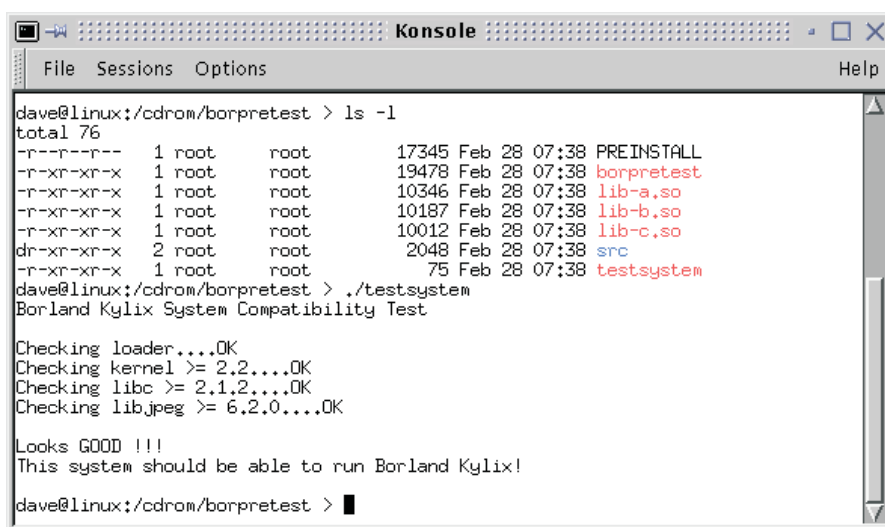 Konsole
File Sessions Options Help
dave@linux:/cdrom/borpretest > ls -l
total 76
-r--r--r-- 1 root root 17345 Feb 28 07:38 PREINSTALL
-r-xr-xr-x 1 root root 19478 Feb 28 07:38 borpretest
-r-xr-xr-x 1 root root 10346 Feb 28 07:38 lib-a.so
-r-xr-xr-x 1 root root 10187 Feb 28 07:38 lib-b.so
-r-xr-xr-x 1 root root 10012 Feb 28 07:38 lib-c.so
dr-xr-xr-x 2 root root 2048 Feb 28 07:38 src
-r-xr-xr-x 1 root root 75 Feb 28 07:38 testsystem
dave@linux:/cdrom/borpretest > ./testsystem
Borland Kylix System Compatibility Test
Checking loader....OK
Checking kernel >= 2.2....OK
Checking libc >= 2.1.2....OK
Checking libjpeg >= 6.2.0....OK
Looks GOOD !!!
This system should be able to run Borland Kylix!
dave@linux:/cdrom/borpretest >